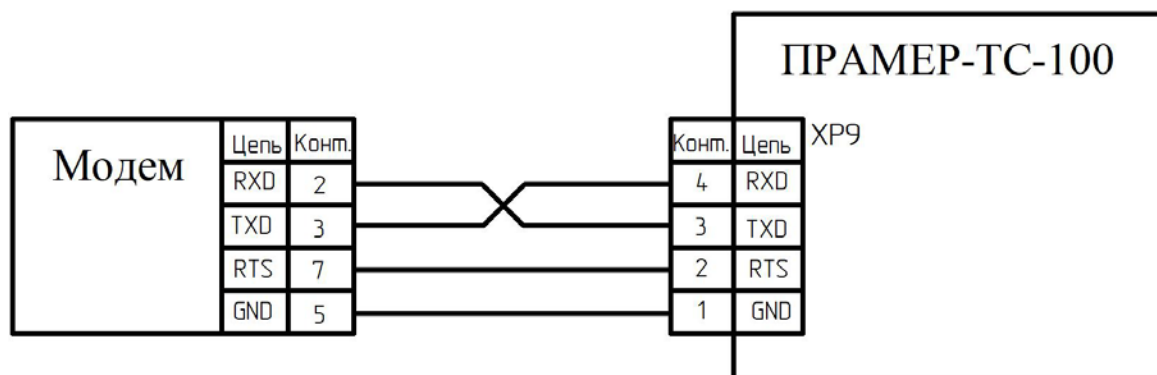 ПРАМЕР-ТС-100
Модем
Цепь Конт.
RXD 2
TXD 3
RTS 7
GND 5
Конт. Цепь XP9
4 RXD
3 TXD
2 RTS
1 GND